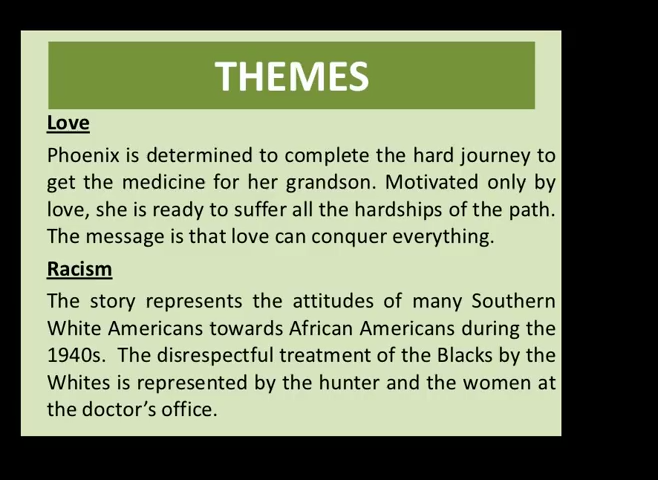 THEMES
Love
Phoenix is determined to complete the hard journey to
get the medicine for her grandson. Motivated only by
love, she is ready to suffer all the hardships of the path.
The message is that love can conquer everything.
Racism
The story represents the attitudes of many Southern
White Americans towards African Americans during the
1940s.  The disrespectful treatment of the Blacks by the
Whites is represented by the hunter and the women at
the doctor’s office.